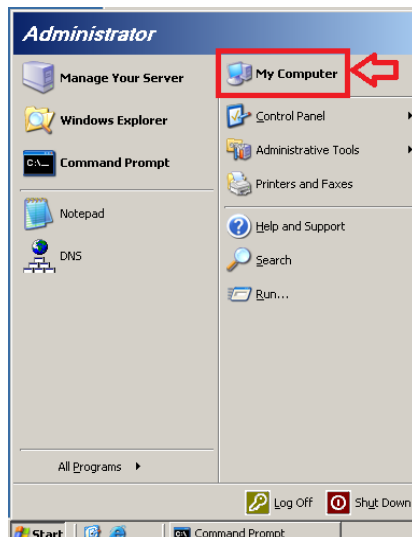 Administrator
Manage Your Server
Windows Explorer
C:\_
Command Prompt
Notepad
DNS
All Programs
My Computer
Control Panel
Administrative Tools
Printers and Faxes
Help and Support
Search
Run...
Log Off
Shut Down
Start
Command Prompt